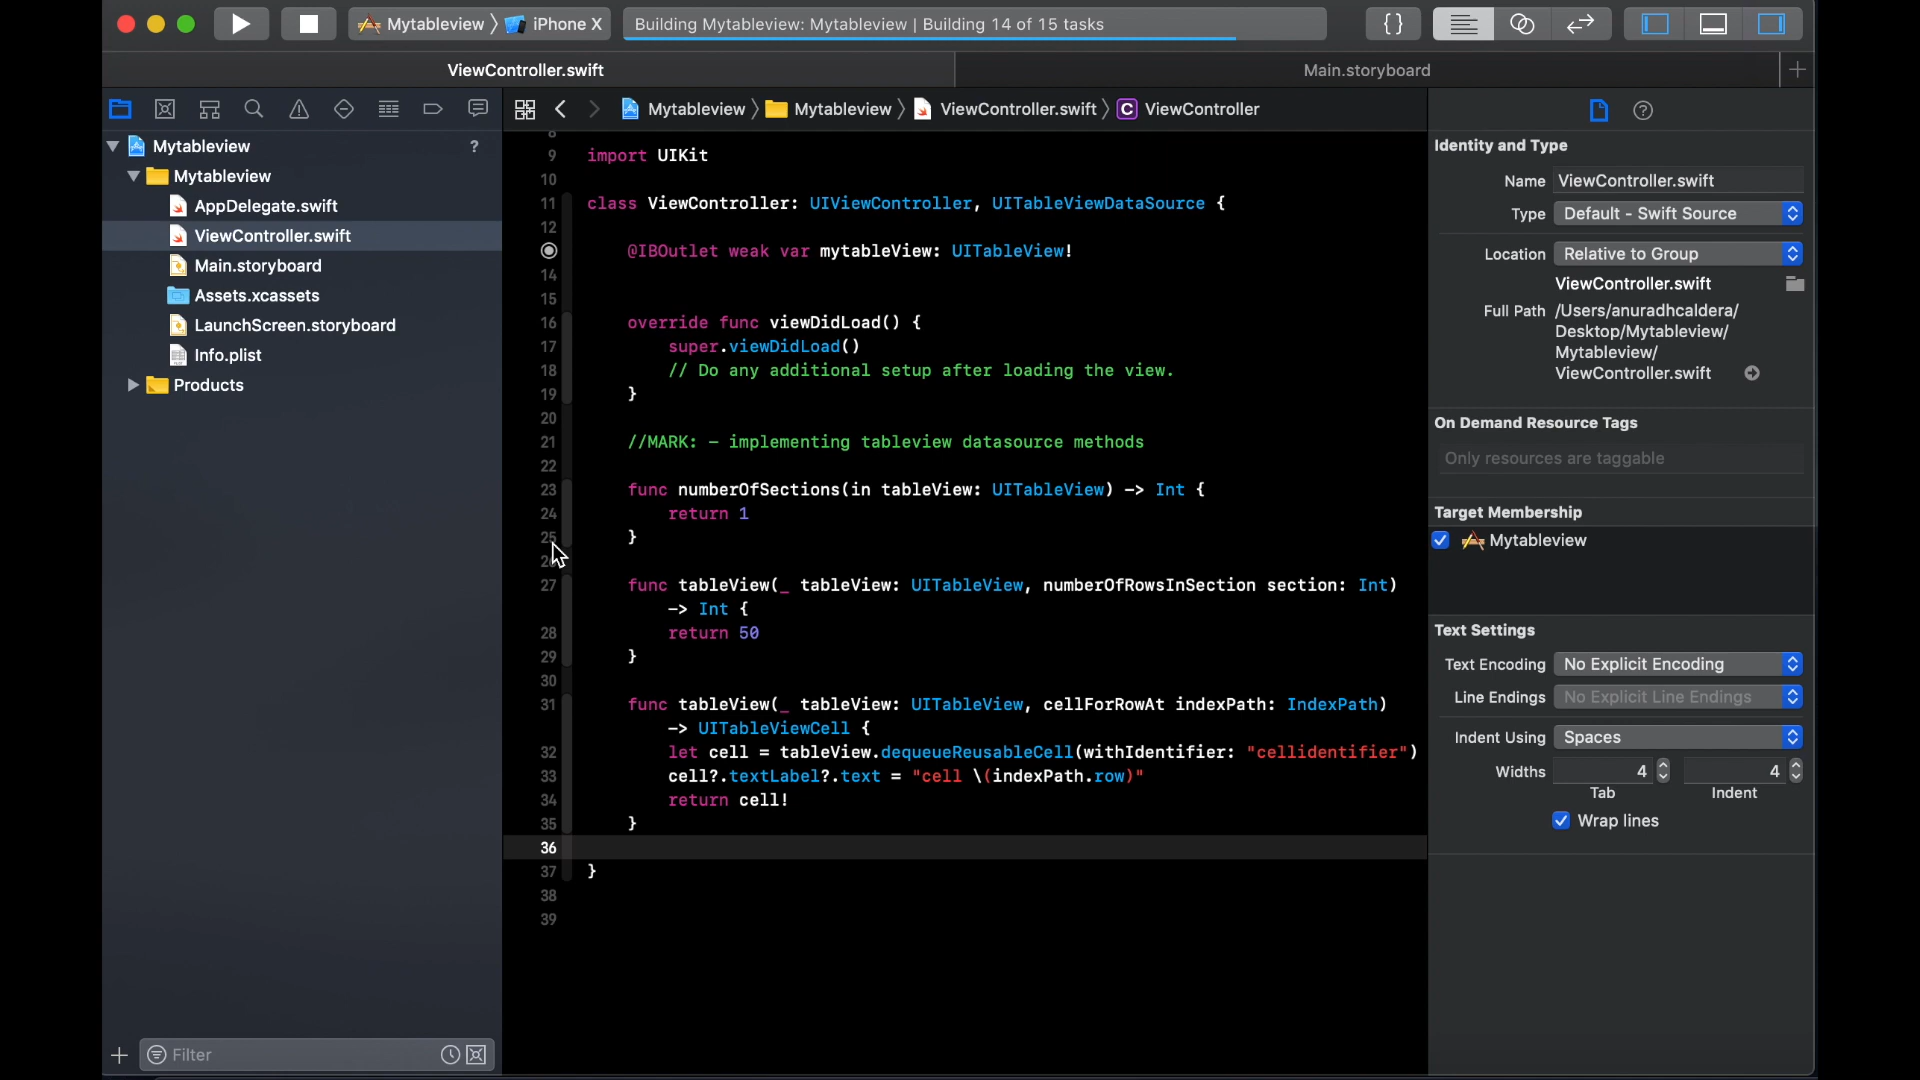 Mytableview 〉 iPhone X
Building Mytableview: Mytableview | Building 14 of 15 tasks
{}
ViewController.swift
Main.storyboard
Mytableview 〉 Mytableview 〉 ViewController.swift 〉 C ViewController
Mytableview ?
Mytableview
AppDelegate.swift
ViewController.swift
Main.storyboard
Assets.xcassets
LaunchScreen.storyboard
Info.plist
Products
Filter
8
9 import UIKit
10
11 class ViewController: UIViewController, UITableViewDataSource {
12
@IBOutlet weak var mytableView: UITableView!
14
15
16 override func viewDidLoad() {
17 super.viewDidLoad()
18 // Do any additional setup after loading the view.
19 }
20
21 //MARK: - implementing tableview datasource methods
22
23 func numberOfSections(in tableView: UITableView) -> Int {
24 return 1
25 }
26
27 func tableView(_ tableView: UITableView, numberOfRowsInSection section: Int)
-> Int {
28 return 50
29 }
30
31 func tableView(_ tableView: UITableView, cellForRowAt indexPath: IndexPath)
-> UITableViewCell {
32 let cell = tableView.dequeueReusableCell(withIdentifier: "cellidentifier")
33 cell?.textLabel?.text = "cell \(indexPath.row)"
34 return cell!
35 }
36
37 }
38
39
Identity and Type
Name ViewController.swift
Type Default - Swift Source
Location Relative to Group
ViewController.swift
Full Path /Users/anuradhcaldera/
Desktop/Mytableview/
Mytableview/
ViewController.swift
On Demand Resource Tags
Only resources are taggable
Target Membership
Mytableview
Text Settings
Text Encoding No Explicit Encoding
Line Endings No Explicit Line Endings
Indent Using Spaces
Widths 4 4
Tab Indent
Wrap lines